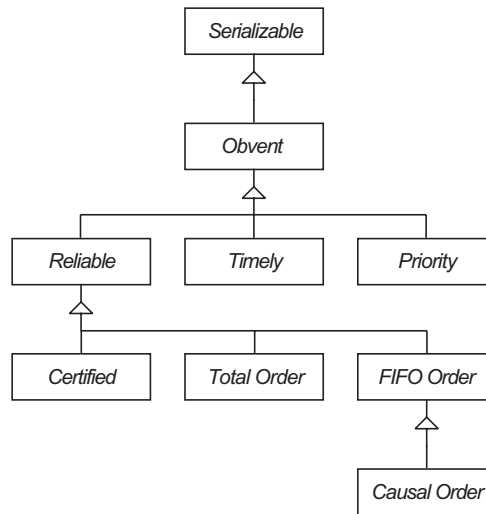 Serializable
Obvent
Reliable
Timely
Priority
Certified
Total Order
FIFO Order
Causal Order